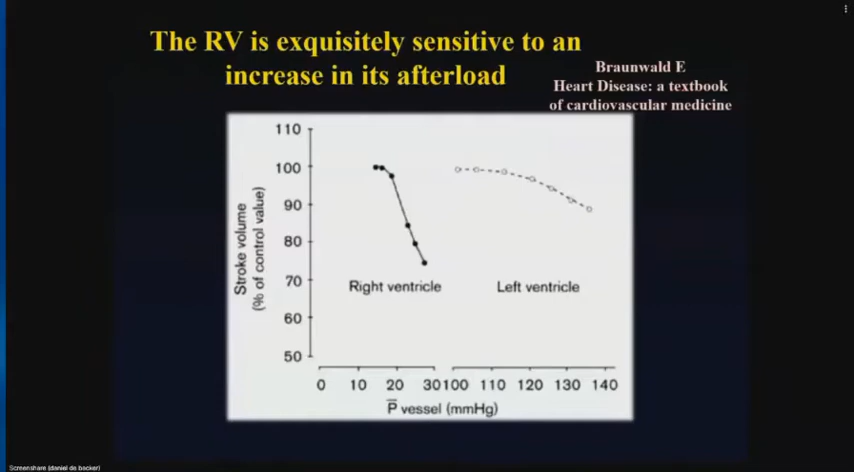 The RV is exquisitely sensitive to an
increase in its afterload
Braunwald E
Heart Disease: a textbook
of cardiovascular medicine
Stroke volume
(% of control value)
110
100
90
80
70
60
50
Right ventricle
Left ventricle
0 10 20 30 100 110 120 130 140
P̅ vessel (mmHg)
Screenshare (daniel de backer)